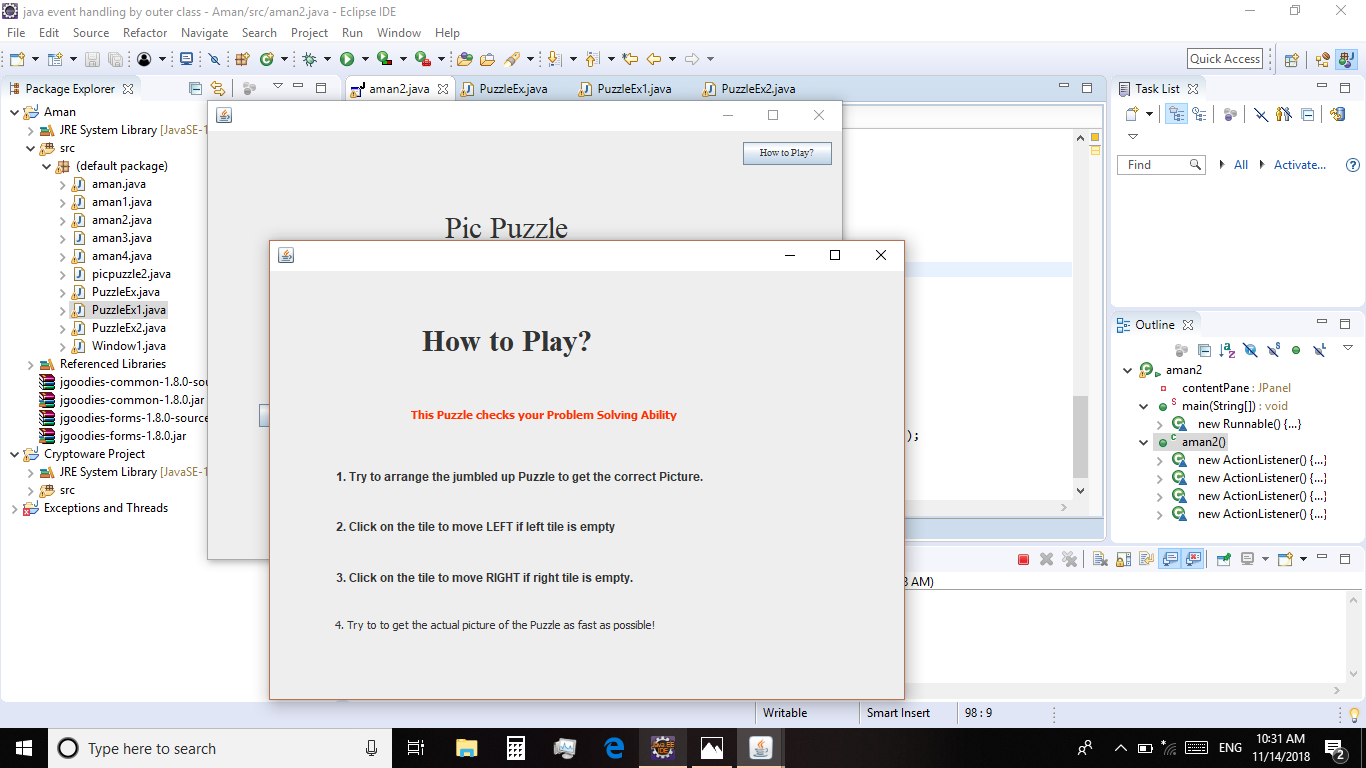 java event handling by outer class - Aman/src/aman2.java - Eclipse IDE
File Edit Source Refactor Navigate Search Project Run Window Help
Quick Access
Package Explorer
aman2.java PuzzleEx.java PuzzleEx1.java PuzzleEx2.java
Task List
Aman
JRE System Library [JavaSE-1
src
(default package)
aman.java
aman1.java
aman2.java
aman3.java
aman4.java
picpuzzle2.java
PuzzleEx.java
PuzzleEx1.java
PuzzleEx2.java
Window1.java
Referenced Libraries
jgoodies-common-1.8.0-sou
jgoodies-common-1.8.0.jar
jgoodies-forms-1.8.0-source
jgoodies-forms-1.8.0.jar
Cryptoware Project
JRE System Library [JavaSE-1
src
Exceptions and Threads
How to Play?
Pic Puzzle
How to Play?
This Puzzle checks your Problem Solving Ability
1. Try to arrange the jumbled up Puzzle to get the correct Picture.
2. Click on the tile to move LEFT if left tile is empty
3. Click on the tile to move RIGHT if right tile is empty.
4. Try to to get the actual picture of the Puzzle as fast as possible!
);
Find All Activate...
Outline
aman2
contentPane : JPanel
main(String[]) : void
new Runnable() {...}
aman2()
new ActionListener() {...}
new ActionListener() {...}
new ActionListener() {...}
new ActionListener() {...}
AM)
Writable Smart Insert 98 : 9
Type here to search
ENG
10:31 AM
11/14/2018
2